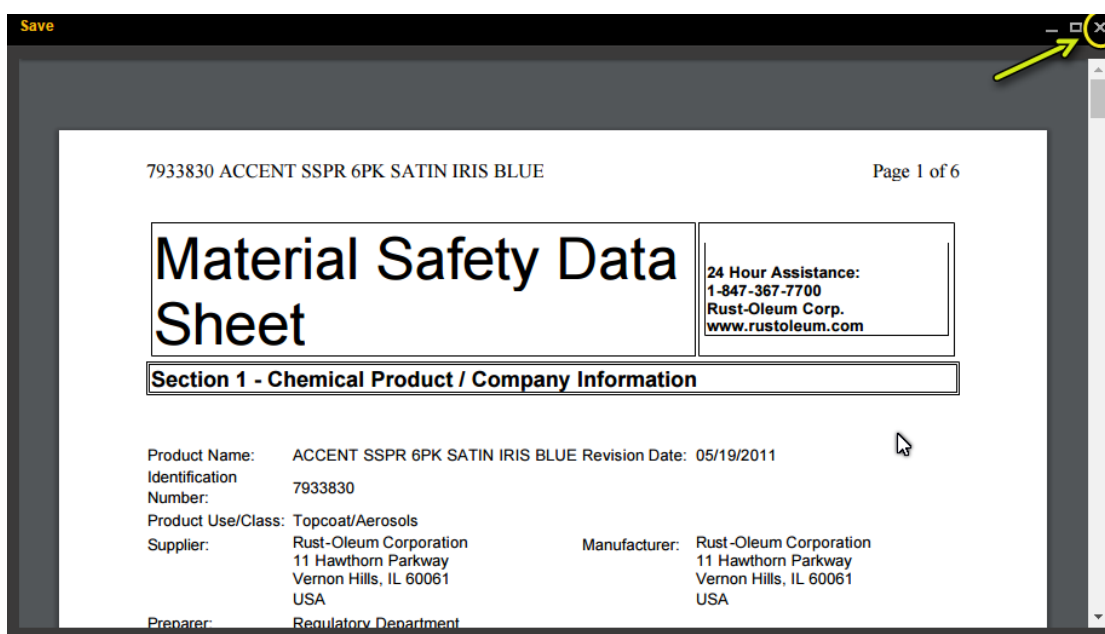 Save
7933830 ACCENT SSPR 6PK SATIN IRIS BLUE Page 1 of 6
Material Safety Data
Sheet
24 Hour Assistance:
1-847-367-7700
Rust-Oleum Corp.
www.rustoleum.com
Section 1 - Chemical Product / Company Information
Product Name: ACCENT SSPR 6PK SATIN IRIS BLUE Revision Date: 05/19/2011
Identification
Number: 7933830
Product Use/Class: Topcoat/Aerosols
Supplier: Rust-Oleum Corporation Manufacturer: Rust-Oleum Corporation
11 Hawthorn Parkway 11 Hawthorn Parkway
Vernon Hills, IL 60061 Vernon Hills, IL 60061
USA USA
Preparer: Regulatory Department